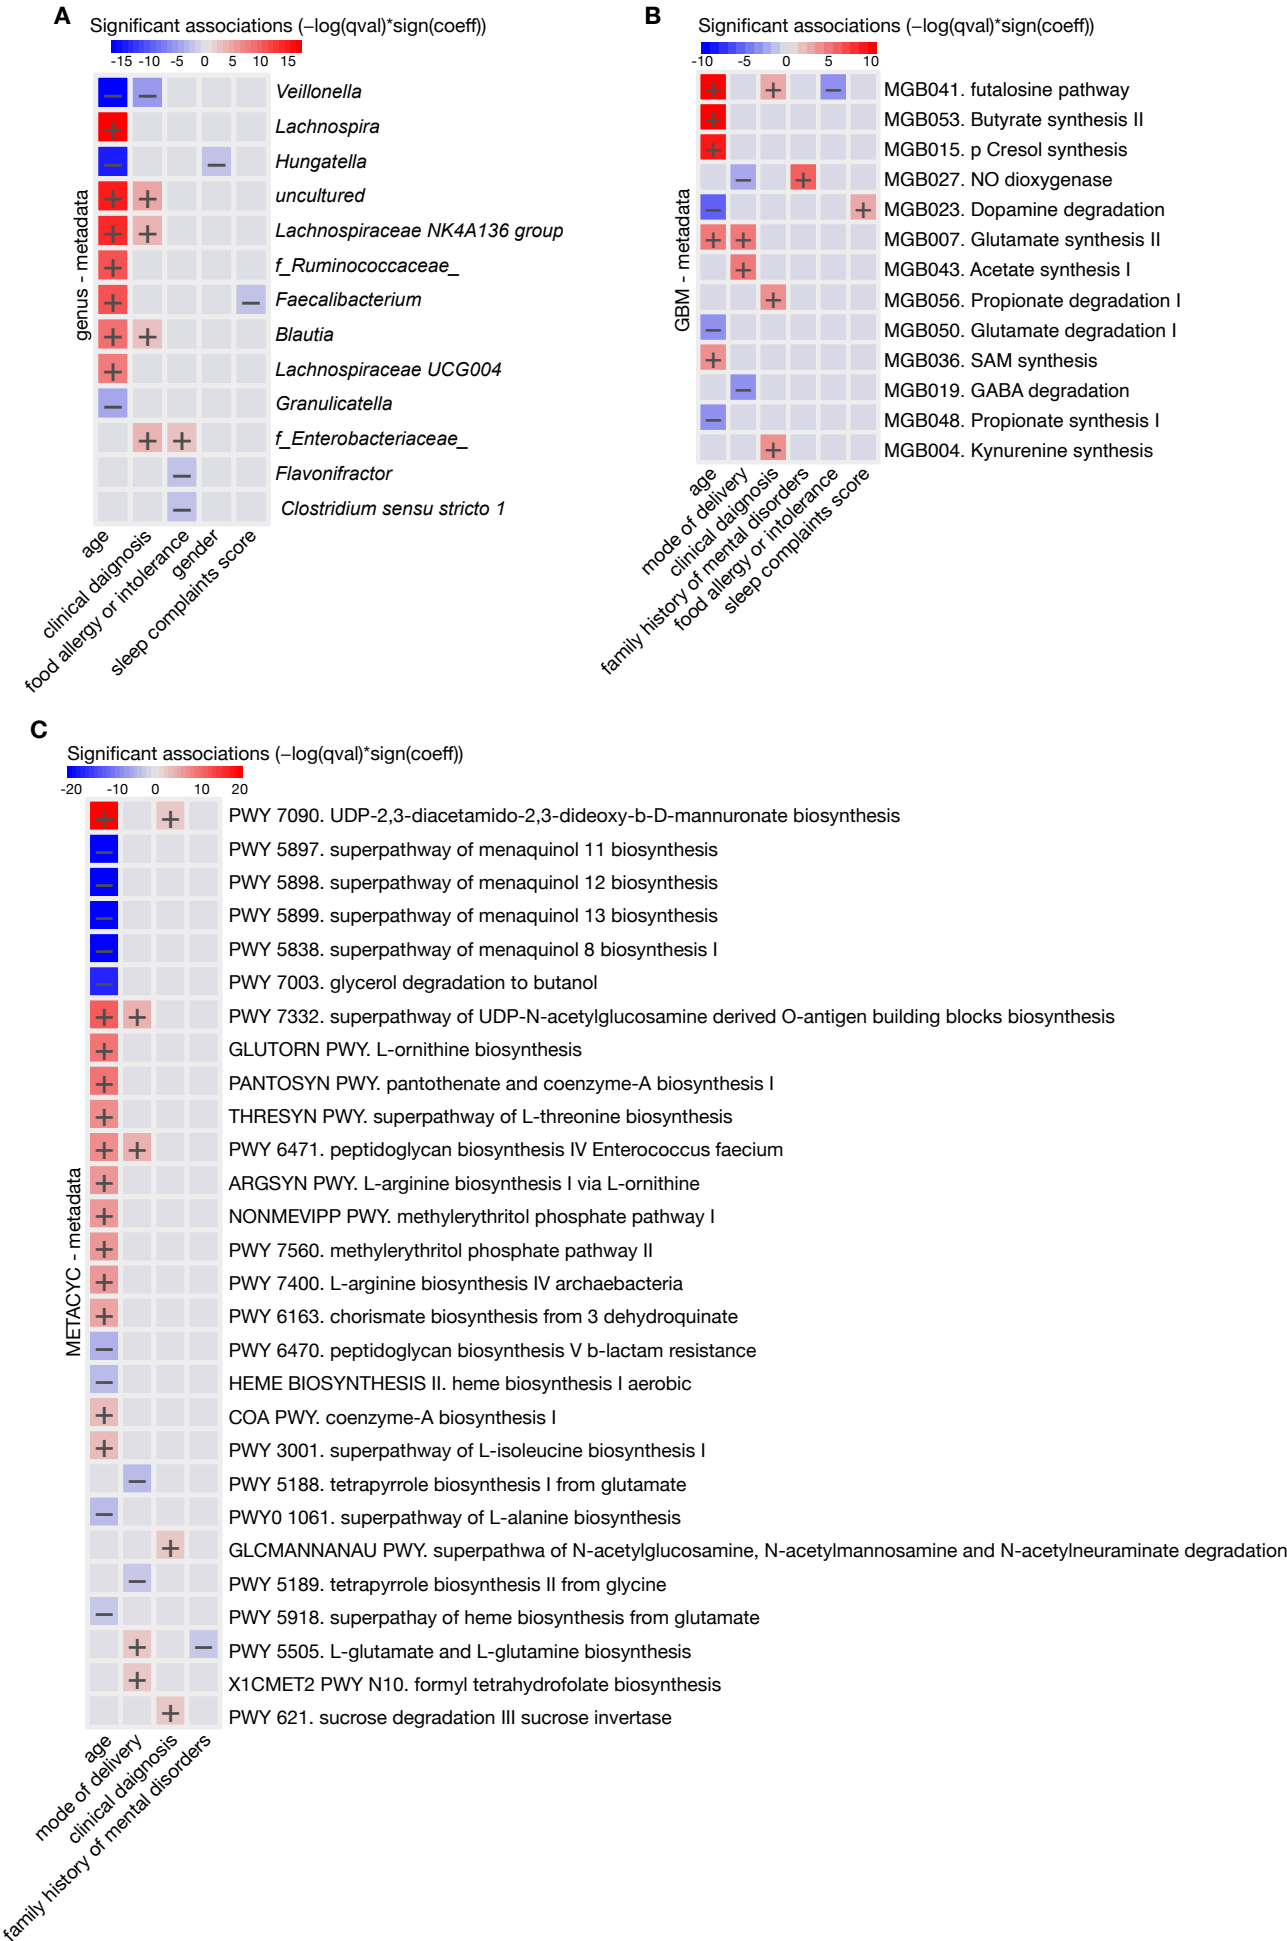 A
Significant associations (−log(qval)*sign(coeff))
-15 -10 -5 0 5 10 15
genus - metadata
Veillonella
Lachnospira
Hungatella
uncultured
Lachnospiraceae NK4A136 group
f_Ruminococcaceae_
Faecalibacterium
Blautia
Lachnospiraceae UCG004
Granulicatella
f_Enterobacteriaceae_
Flavonifractor
Clostridium sensu stricto 1
age
clinical daignosis
food allergy or intolerance
gender
sleep complaints score
B
Significant associations (−log(qval)*sign(coeff))
-10 -5 0 5 10
GBM - metadata
MGB041. futalosine pathway
MGB053. Butyrate synthesis II
MGB015. p Cresol synthesis
MGB027. NO dioxygenase
MGB023. Dopamine degradation
MGB007. Glutamate synthesis II
MGB043. Acetate synthesis I
MGB056. Propionate degradation I
MGB050. Glutamate degradation I
MGB036. SAM synthesis
MGB019. GABA degradation
MGB048. Propionate synthesis I
MGB004. Kynurenine synthesis
age
mode of delivery
clinical daignosis
family history of mental disorders
food allergy or intolerance
sleep complaints score
C
Significant associations (−log(qval)*sign(coeff))
-20 -10 0 10 20
METACYC - metadata
PWY 7090. UDP-2,3-diacetamido-2,3-dideoxy-b-D-mannuronate biosynthesis
PWY 5897. superpathway of menaquinol 11 biosynthesis
PWY 5898. superpathway of menaquinol 12 biosynthesis
PWY 5899. superpathway of menaquinol 13 biosynthesis
PWY 5838. superpathway of menaquinol 8 biosynthesis I
PWY 7003. glycerol degradation to butanol
PWY 7332. superpathway of UDP-N-acetylglucosamine derived O-antigen building blocks biosynthesis
GLUTORN PWY. L-ornithine biosynthesis
PANTOSYN PWY. pantothenate and coenzyme-A biosynthesis I
THRESYN PWY. superpathway of L-threonine biosynthesis
PWY 6471. peptidoglycan biosynthesis IV Enterococcus faecium
ARGSYN PWY. L-arginine biosynthesis I via L-ornithine
NONMEVIPP PWY. methylerythritol phosphate pathway I
PWY 7560. methylerythritol phosphate pathway II
PWY 7400. L-arginine biosynthesis IV archaebacteria
PWY 6163. chorismate biosynthesis from 3 dehydroquinate
PWY 6470. peptidoglycan biosynthesis V b-lactam resistance
HEME BIOSYNTHESIS II. heme biosynthesis I aerobic
COA PWY. coenzyme-A biosynthesis I
PWY 3001. superpathway of L-isoleucine biosynthesis I
PWY 5188. tetrapyrrole biosynthesis I from glutamate
PWY0 1061. superpathway of L-alanine biosynthesis
GLCMANNANAU PWY. superpathwa of N-acetylglucosamine, N-acetylmannosamine and N-acetylneuraminate degradation
PWY 5189. tetrapyrrole biosynthesis II from glycine
PWY 5918. superpathay of heme biosynthesis from glutamate
PWY 5505. L-glutamate and L-glutamine biosynthesis
X1CMET2 PWY N10. formyl tetrahydrofolate biosynthesis
PWY 621. sucrose degradation III sucrose invertase
age
mode of delivery
clinical daignosis
family history of mental disorders